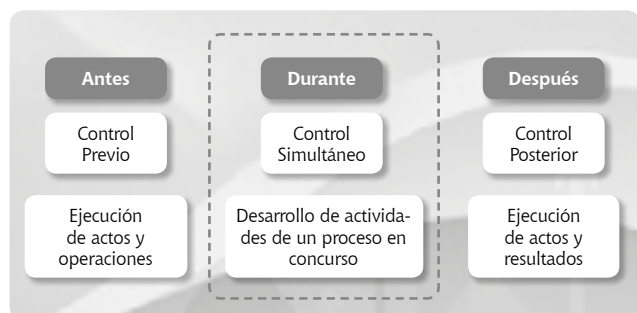 Antes
Control
Previo
Ejecución
de actos y
operaciones
Durante
Control
Simultáneo
Desarrollo de activida-
des de un proceso en
concurso
Después
Control
Posterior
Ejecución
de actos y
resultados